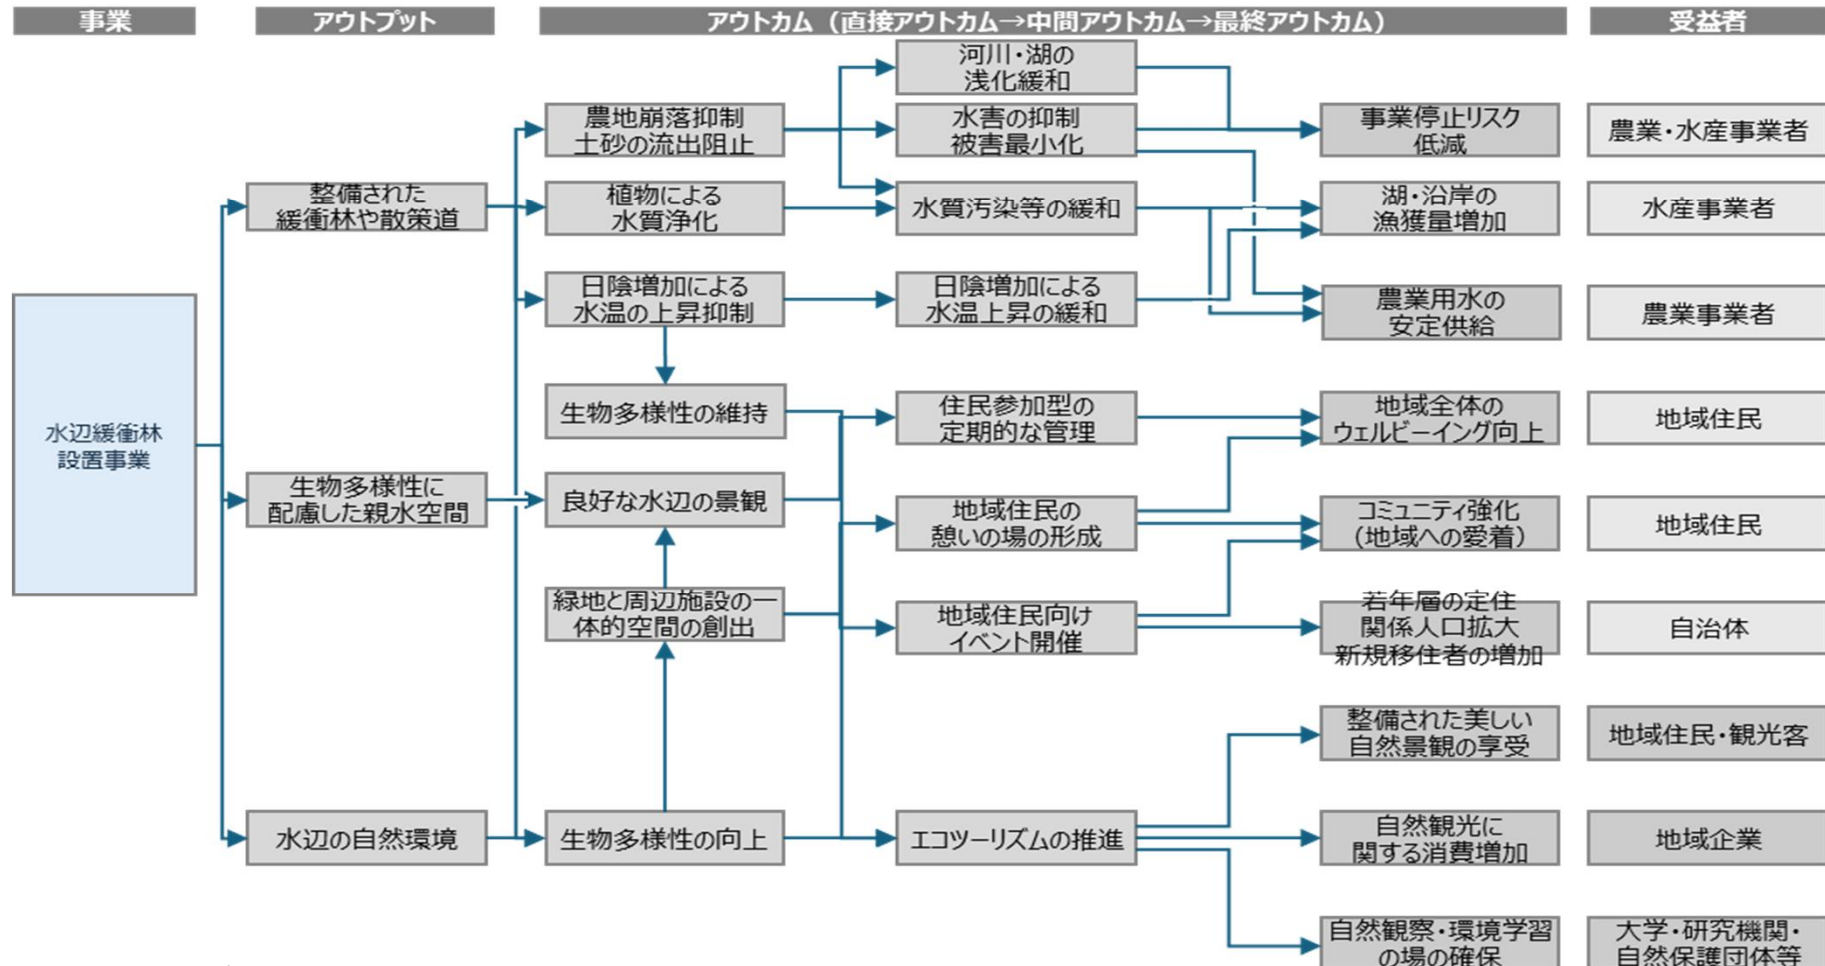 事業
アウトプット
アウトカム（直接アウトカム→中間アウトカム→最終アウトカム）
受益者
水辺緩衝林
設置事業
整備された
緩衝林や散策道
生物多様性に
配慮した親水空間
水辺の自然環境
農地崩落抑制
土砂の流出阻止
植物による
水質浄化
日陰増加による
水温の上昇抑制
生物多様性の維持
良好な水辺の景観
緑地と周辺施設の一
体的空間の創出
生物多様性の向上
河川・湖の
浅化緩和
水害の抑制
被害最小化
水質汚染等の緩和
日陰増加による
水温上昇の緩和
住民参加型の
定期的な管理
地域住民の
憩いの場の形成
地域住民向け
イベント開催
エコツーリズムの推進
事業停止リスク
低減
湖・沿岸の
漁獲量増加
農業用水の
安定供給
地域全体の
ウェルビーイング向上
コミュニティ強化
（地域への愛着）
若年層の定住
関係人口拡大
新規移住者の増加
整備された美しい
自然景観の享受
自然観光に
関する消費増加
自然観察・環境学習
の場の確保
農業・水産事業者
水産事業者
農業事業者
地域住民
地域住民
自治体
地域住民・観光客
地域企業
大学・研究機関・
自然保護団体等